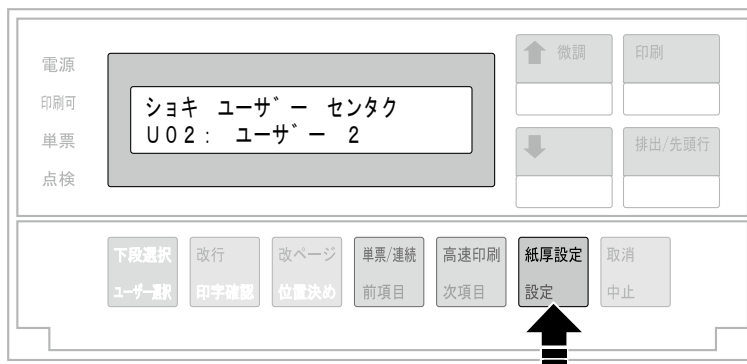 電源
印刷可
単票
点検
ショキ ユーザー センタク
U02: ユーザー 2
微調
印刷
排出/先頭行
下段選択
ユーザー選択
改行
印字確認
改ページ
位置決め
単票/連続
前項目
高速印刷
次項目
紙厚設定
設定
取消
中止